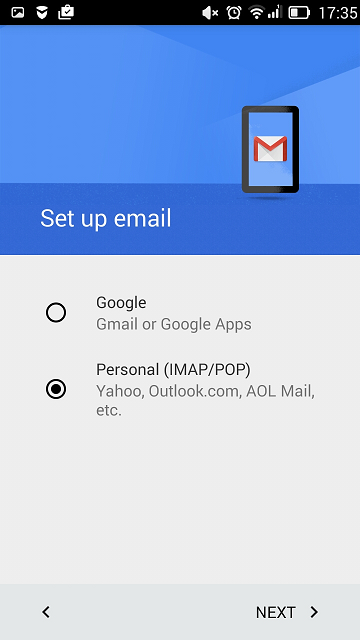 17:35
Set up email
Google
Gmail or Google Apps
Personal (IMAP/POP)
Yahoo, Outlook.com, AOL Mail,
etc.
NEXT